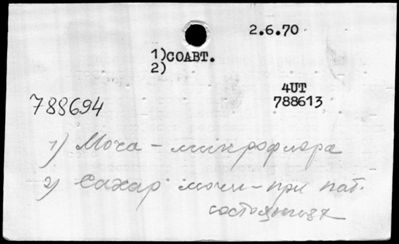 2.6.70
1) СОАВТ.
2)
4UT
788613
788694
1) Моча - микрофлора
2) Сахар мочи - при пат.
состояниях